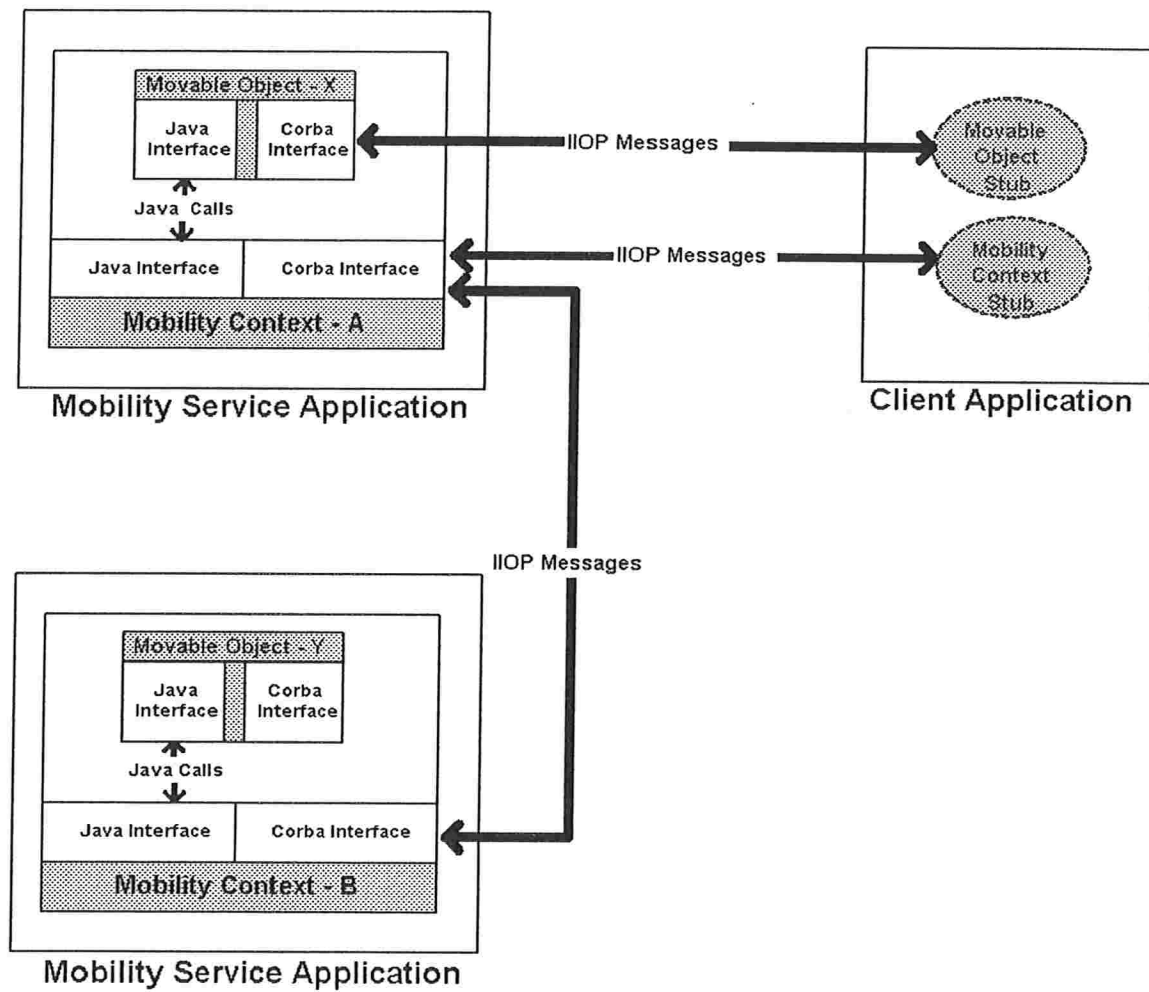 Movable Object - X
Java
Interface
Corba
Interface
IIOP Messages
Movable
Object
Stub
Java Calls
IIOP Messages
Mobility
Context
Stub
Java Interface
Corba Interface
Mobility Context - A
Mobility Service Application
Client Application
IIOP Messages
Movable Object - Y
Java
Interface
Corba
Interface
Java Calls
Java Interface
Corba Interface
Mobility Context - B
Mobility Service Application